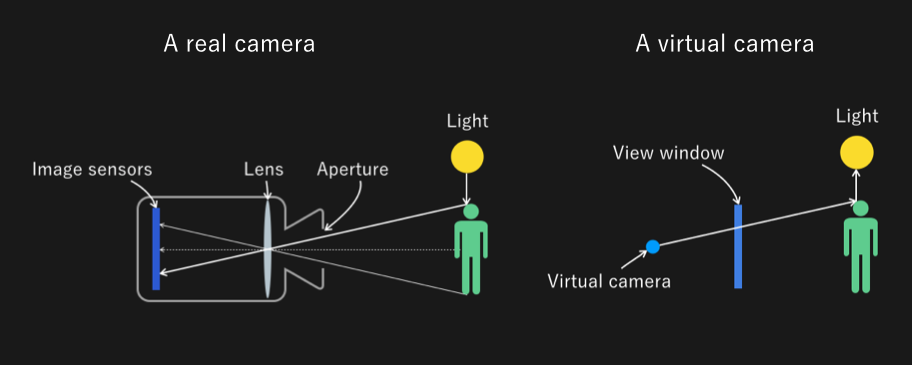 A real camera
A virtual camera
Light
Image sensors
Lens
Aperture
Light
View window
Virtual camera